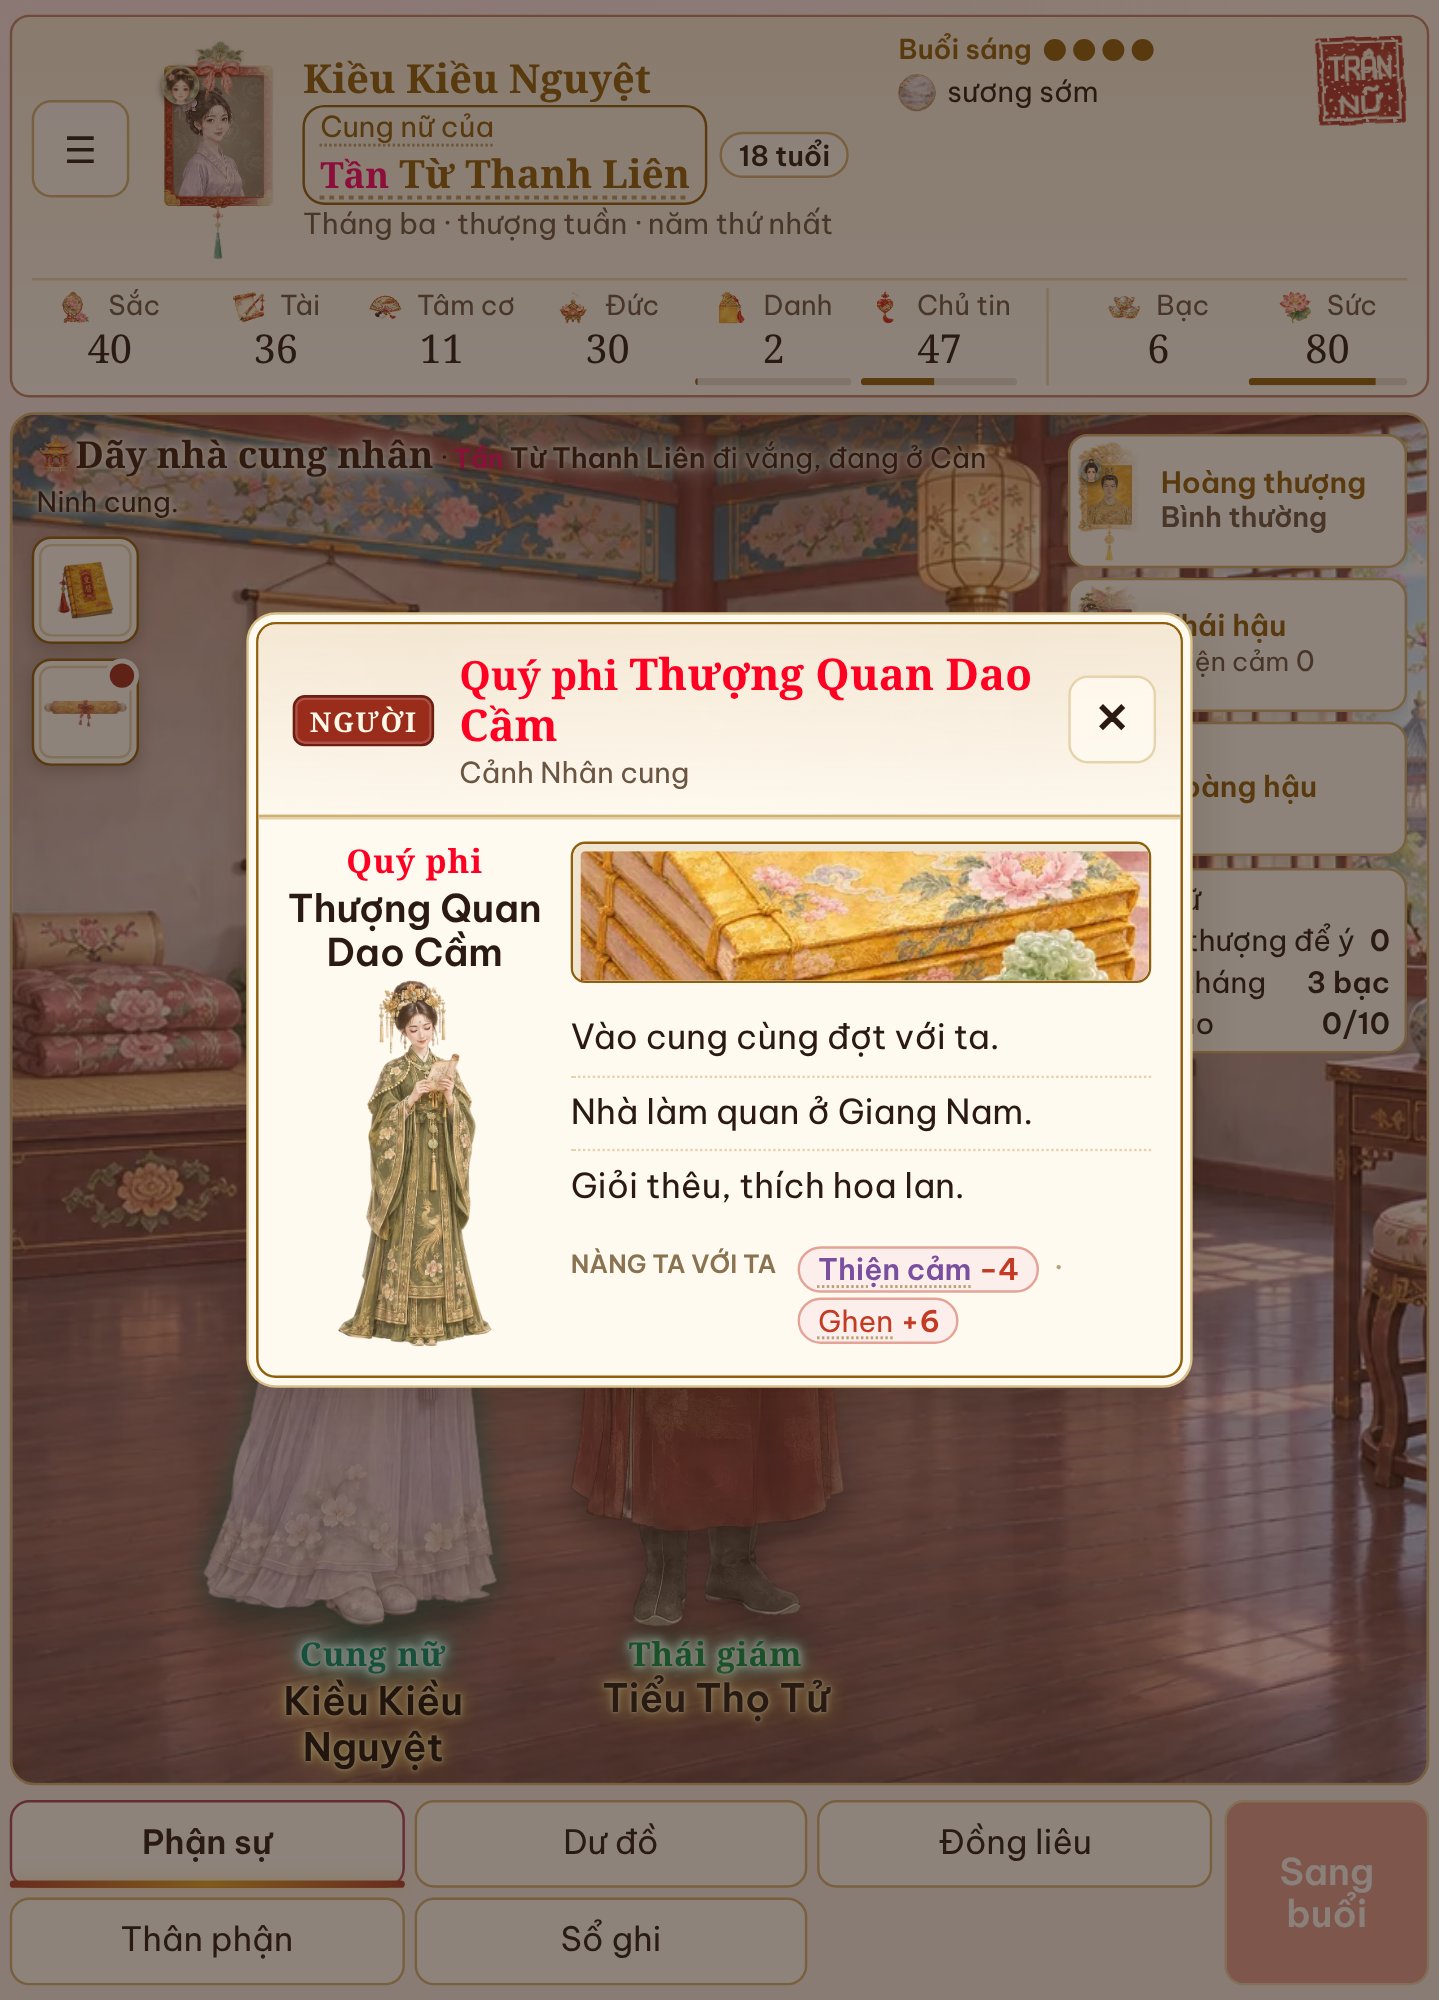 Kiều Kiều Nguyệt
Cung nữ của
Tần Từ Thanh Liên
18 tuổi
Tháng ba · thượng tuần · năm thứ nhất
Buổi sáng
sương sớm
TRÂN
NỮ
Sắc
40
Tài
36
Tâm cơ
11
Đức
30
Danh
2
Chủ tin
47
Bạc
6
Sức
80
Dãy nhà cung nhân · Tần Từ Thanh Liên đi vắng, đang ở Càn
Ninh cung.
Hoàng thượng
Bình thường
hái hậu
ện cảm 0
oàng hậu
thượng để ý 0
háng 3 bạc
o 0/10
NGƯỜI
Quý phi Thượng Quan Dao
Cầm
Cảnh Nhân cung
✕
Quý phi
Thượng Quan
Dao Cầm
Vào cung cùng đợt với ta.
Nhà làm quan ở Giang Nam.
Giỏi thêu, thích hoa lan.
NÀNG TA VỚI TA
Thiện cảm −4 ·
Ghen +6
Cung nữ
Kiều Kiều
Nguyệt
Thái giám
Tiểu Thọ Tử
Phận sự
Dư đồ
Đồng liêu
Thân phận
Sổ ghi
Sang
buổi